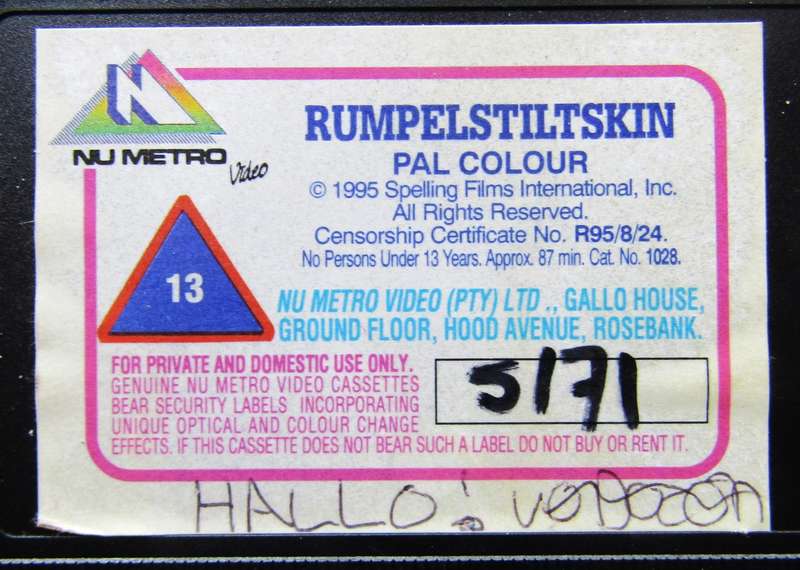 NU METRO
Video
RUMPELSTILTSKIN
PAL COLOUR
© 1995 Spelling Films International, Inc.
All Rights Reserved.
Censorship Certificate No. R95/8/24.
No Persons Under 13 Years. Approx. 87 min. Cat. No. 1028.
13
NU METRO VIDEO (PTY) LTD ., GALLO HOUSE,
GROUND FLOOR, HOOD AVENUE, ROSEBANK.
FOR PRIVATE AND DOMESTIC USE ONLY.
GENUINE NU METRO VIDEO CASSETTES
BEAR SECURITY LABELS INCORPORATING
UNIQUE OPTICAL AND COLOUR CHANGE
EFFECTS. IF THIS CASSETTE DOES NOT BEAR SUCH A LABEL DO NOT BUY OR RENT IT.
5171
HALLO!